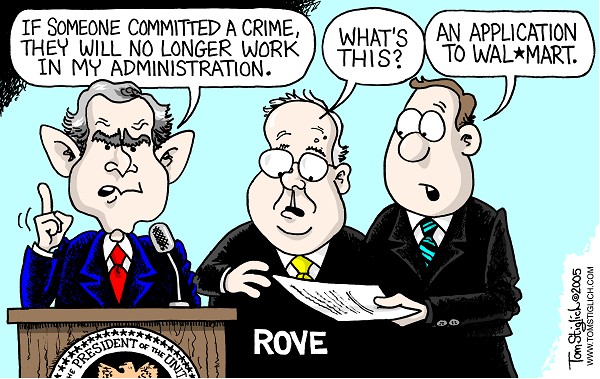 IF SOMEONE COMMITTED A CRIME,
THEY WILL NO LONGER WORK
IN MY ADMINISTRATION.
WHAT'S
THIS?
AN APPLICATION
TO WAL★MART.
ROVE
THE PRESIDENT OF THE UNITED
TomStiglich©2005
WWW.TOMSTIGLICH.COM